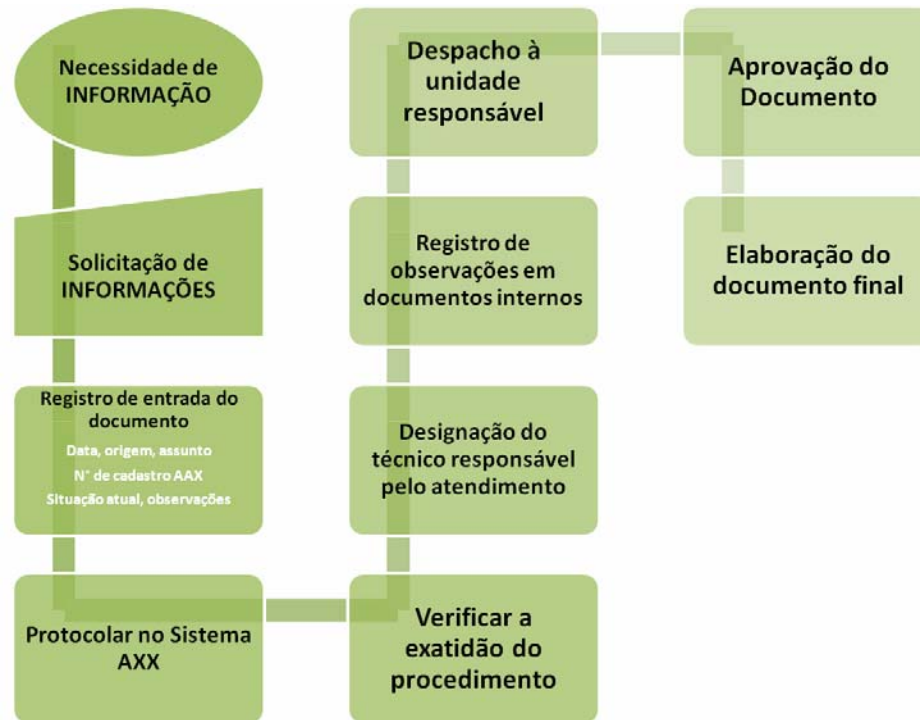 Necessidade de
INFORMAÇÃO
Solicitação de
INFORMAÇÕES
Registro de entrada do
documento
Data, origem, assunto
N° de cadastro AAX
Situação atual, observações
Protocolar no Sistema
AXX
Verificar a
exatidão do
procedimento
Designação do
técnico responsável
pelo atendimento
Registro de
observações em
documentos internos
Despacho à
unidade
responsável
Aprovação do
Documento
Elaboração do
documento final